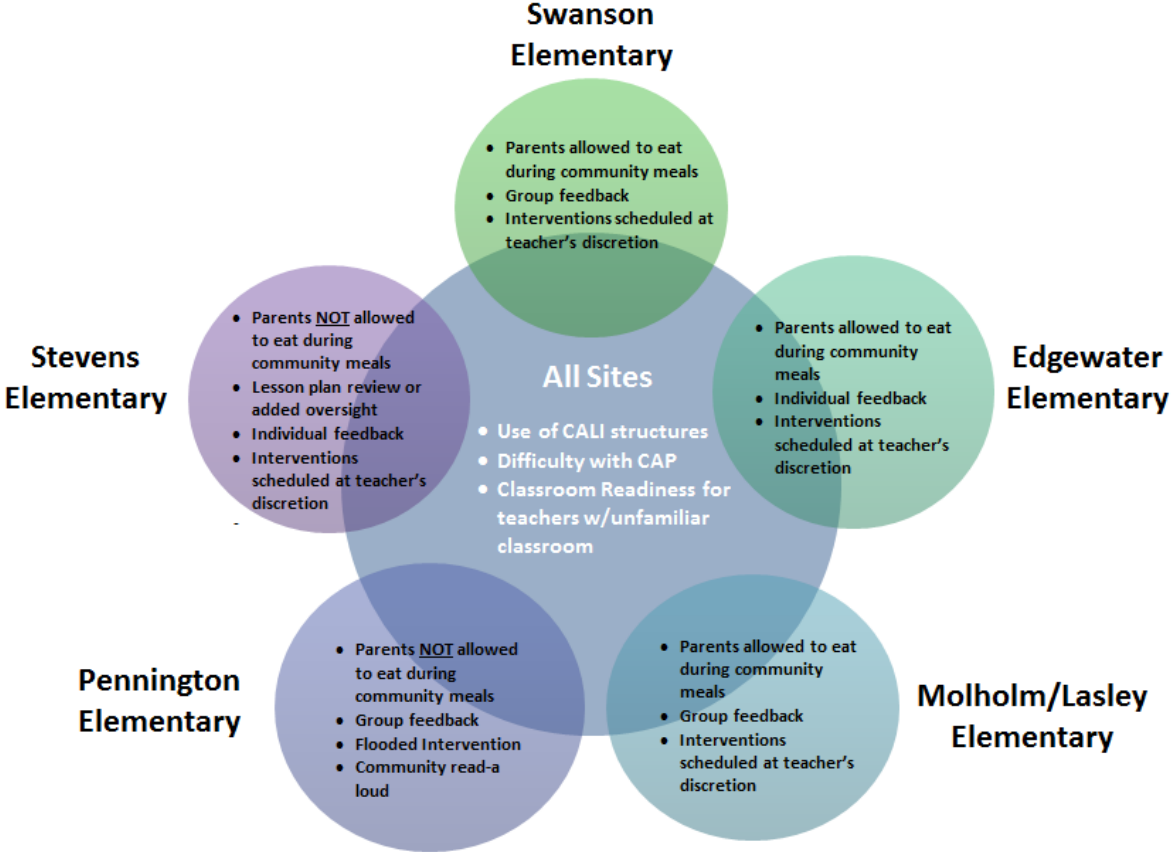 Swanson
Elementary
• Parents allowed to eat
during community meals
• Group feedback
• Interventions scheduled at
teacher's discretion
Stevens
Elementary
• Parents NOT allowed
to eat during
community meals
• Lesson plan review or
added oversight
• Individual feedback
• Interventions
scheduled at teacher's
discretion
-
All Sites
• Use of CALI structures
• Difficulty with CAP
• Classroom Readiness for
teachers w/unfamiliar
classroom
• Parents allowed to eat
during community
meals
• Individual feedback
• Interventions
scheduled at teacher's
discretion
Edgewater
Elementary
Pennington
Elementary
• Parents NOT allowed
to eat during
community meals
• Group feedback
• Flooded Intervention
• Community read-a
loud
• Parents allowed to eat
during community
meals
• Group feedback
• Interventions
scheduled at teacher's
discretion
Molholm/Lasley
Elementary